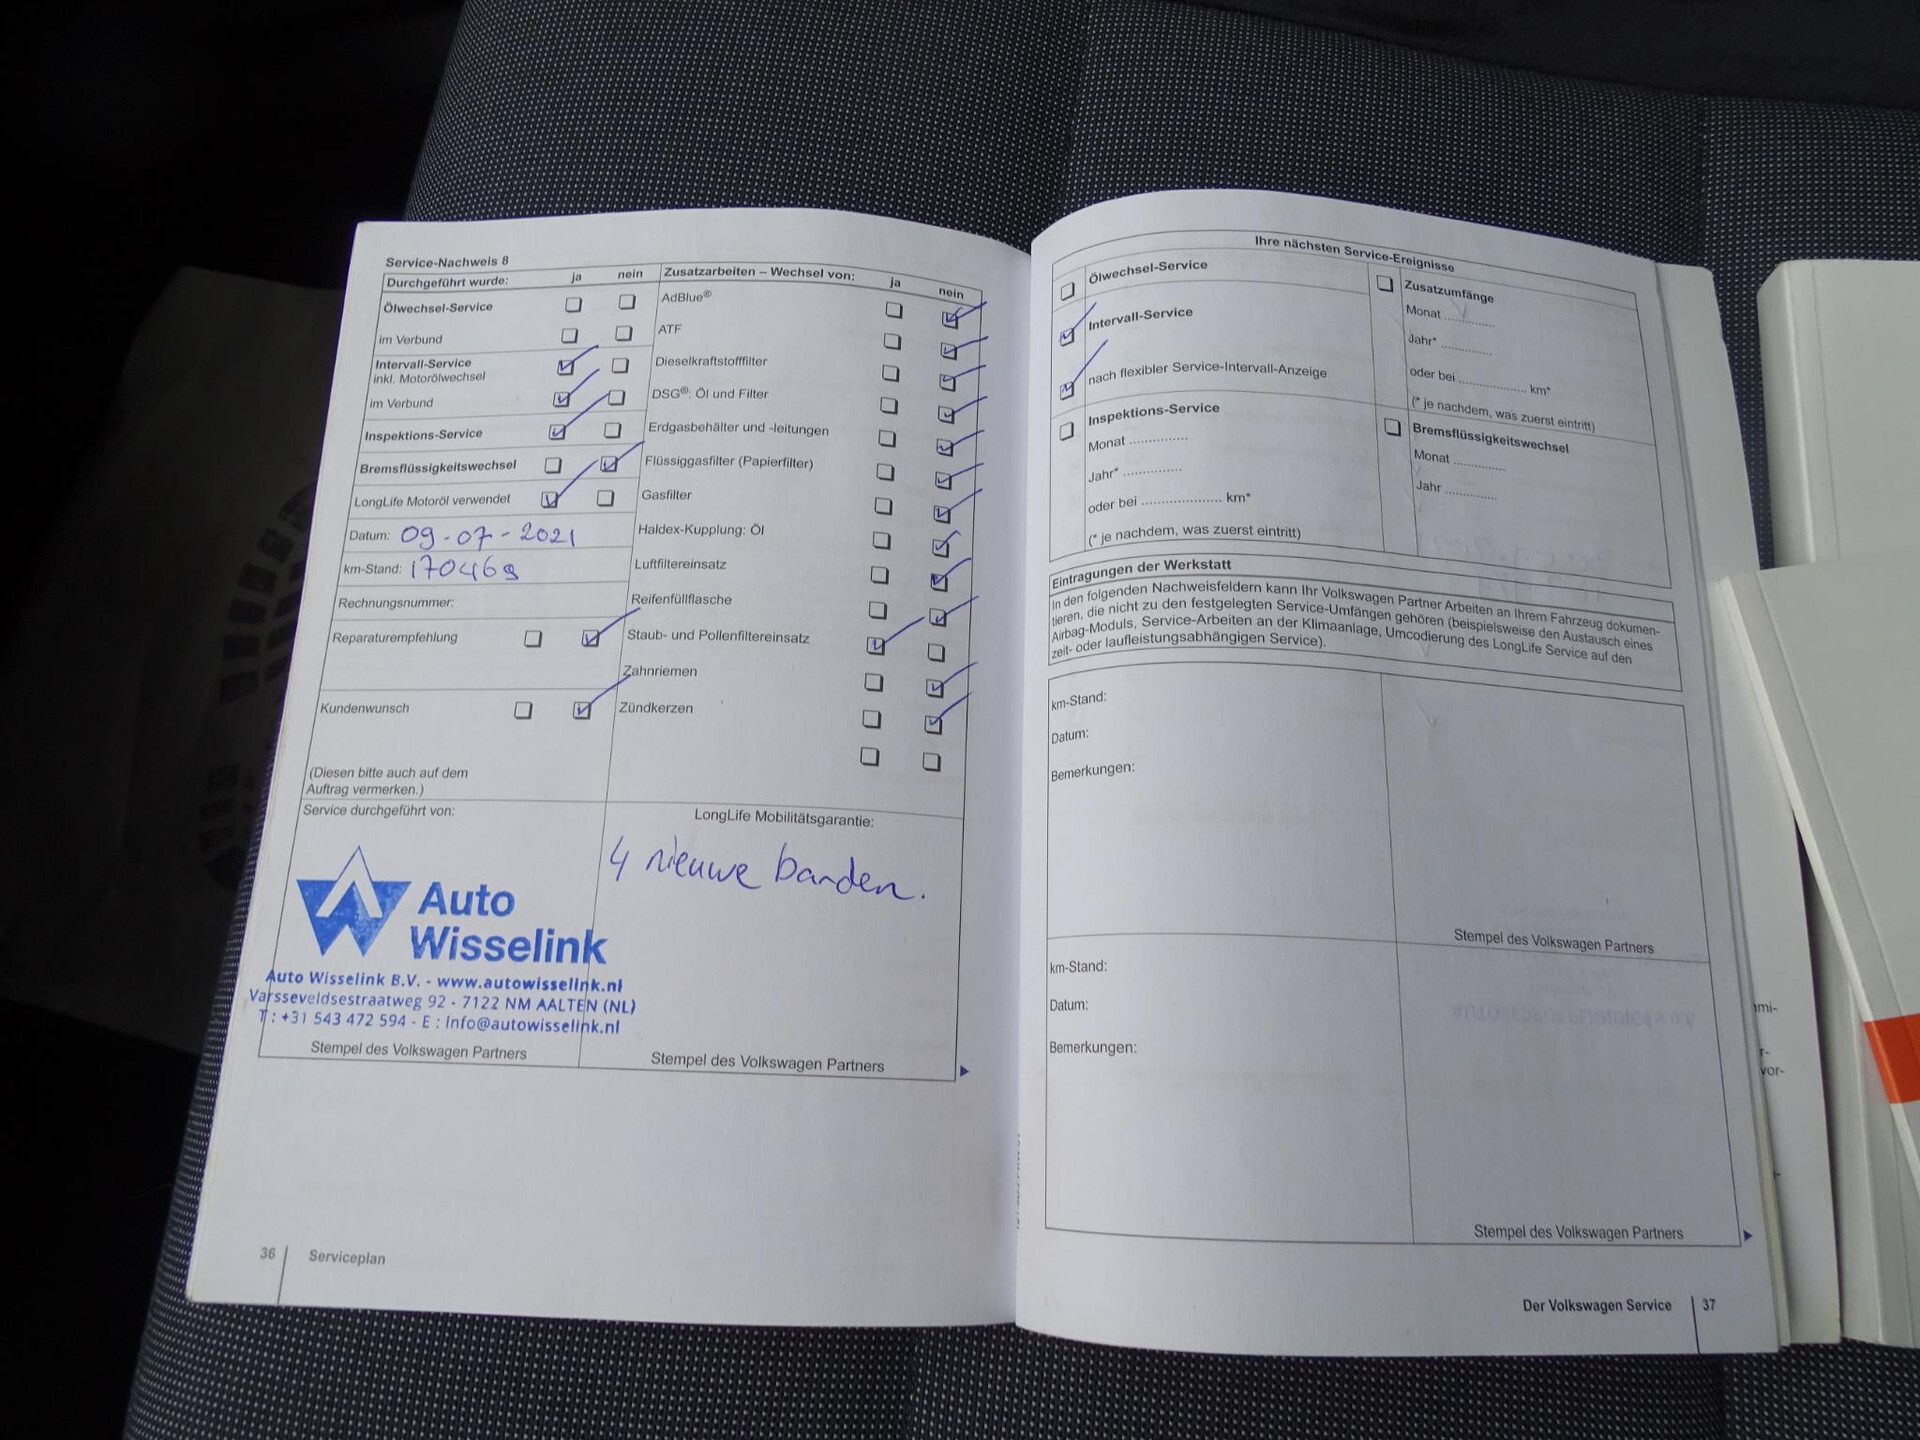 Service-Nachweis 8
Durchgeführt wurde: ja nein
Ölwechsel-Service
im Verbund
Intervall-Service
inkl. Motorölwechsel
im Verbund
Inspektions-Service
Bremsflüssigkeitswechsel
LongLife Motoröl verwendet
Datum: 09-07-2021
km-Stand: 170469
Rechnungsnummer:
Reparaturempfehlung
Kundenwunsch
(Diesen bitte auch auf dem
Auftrag vermerken.)
Zusatzarbeiten – Wechsel von: ja nein
AdBlue®
ATF
Dieselkraftstofffilter
DSG®: Öl und Filter
Erdgasbehälter und -leitungen
Flüssiggasfilter (Papierfilter)
Gasfilter
Haldex-Kupplung: Öl
Luftfiltereinsatz
Reifenfüllflasche
Staub- und Pollenfiltereinsatz
Zahnriemen
Zündkerzen
Service durchgeführt von:
Auto
Wisselink
Auto Wisselink B.V. - www.autowisselink.nl
Varsseveldsestraatweg 92 - 7122 NM AALTEN (NL)
T : +31 543 472 594 - E : info@autowisselink.nl
Stempel des Volkswagen Partners
LongLife Mobilitätsgarantie:
4 nieuwe banden.
Stempel des Volkswagen Partners
36 Serviceplan
Ihre nächsten Service-Ereignisse
Ölwechsel-Service
Intervall-Service
nach flexibler Service-Intervall-Anzeige
Inspektions-Service
Monat ...............
Jahr* ...............
oder bei .................... km*
(* je nachdem, was zuerst eintritt)
Zusatzumfänge
Monat .............
Jahr* .............
oder bei ................. km*
(* je nachdem, was zuerst eintritt)
Bremsflüssigkeitswechsel
Monat .............
Jahr .............
Eintragungen der Werkstatt
In den folgenden Nachweisfeldern kann Ihr Volkswagen Partner Arbeiten an Ihrem Fahrzeug dokumen-
tieren, die nicht zu den festgelegten Service-Umfängen gehören (beispielsweise den Austausch eines
Airbag-Moduls, Service-Arbeiten an der Klimaanlage, Umcodierung des LongLife Service auf den
zeit- oder laufleistungsabhängigen Service).
km-Stand:
Datum:
Bemerkungen:
Stempel des Volkswagen Partners
km-Stand:
Datum:
Bemerkungen:
Stempel des Volkswagen Partners
Der Volkswagen Service 37